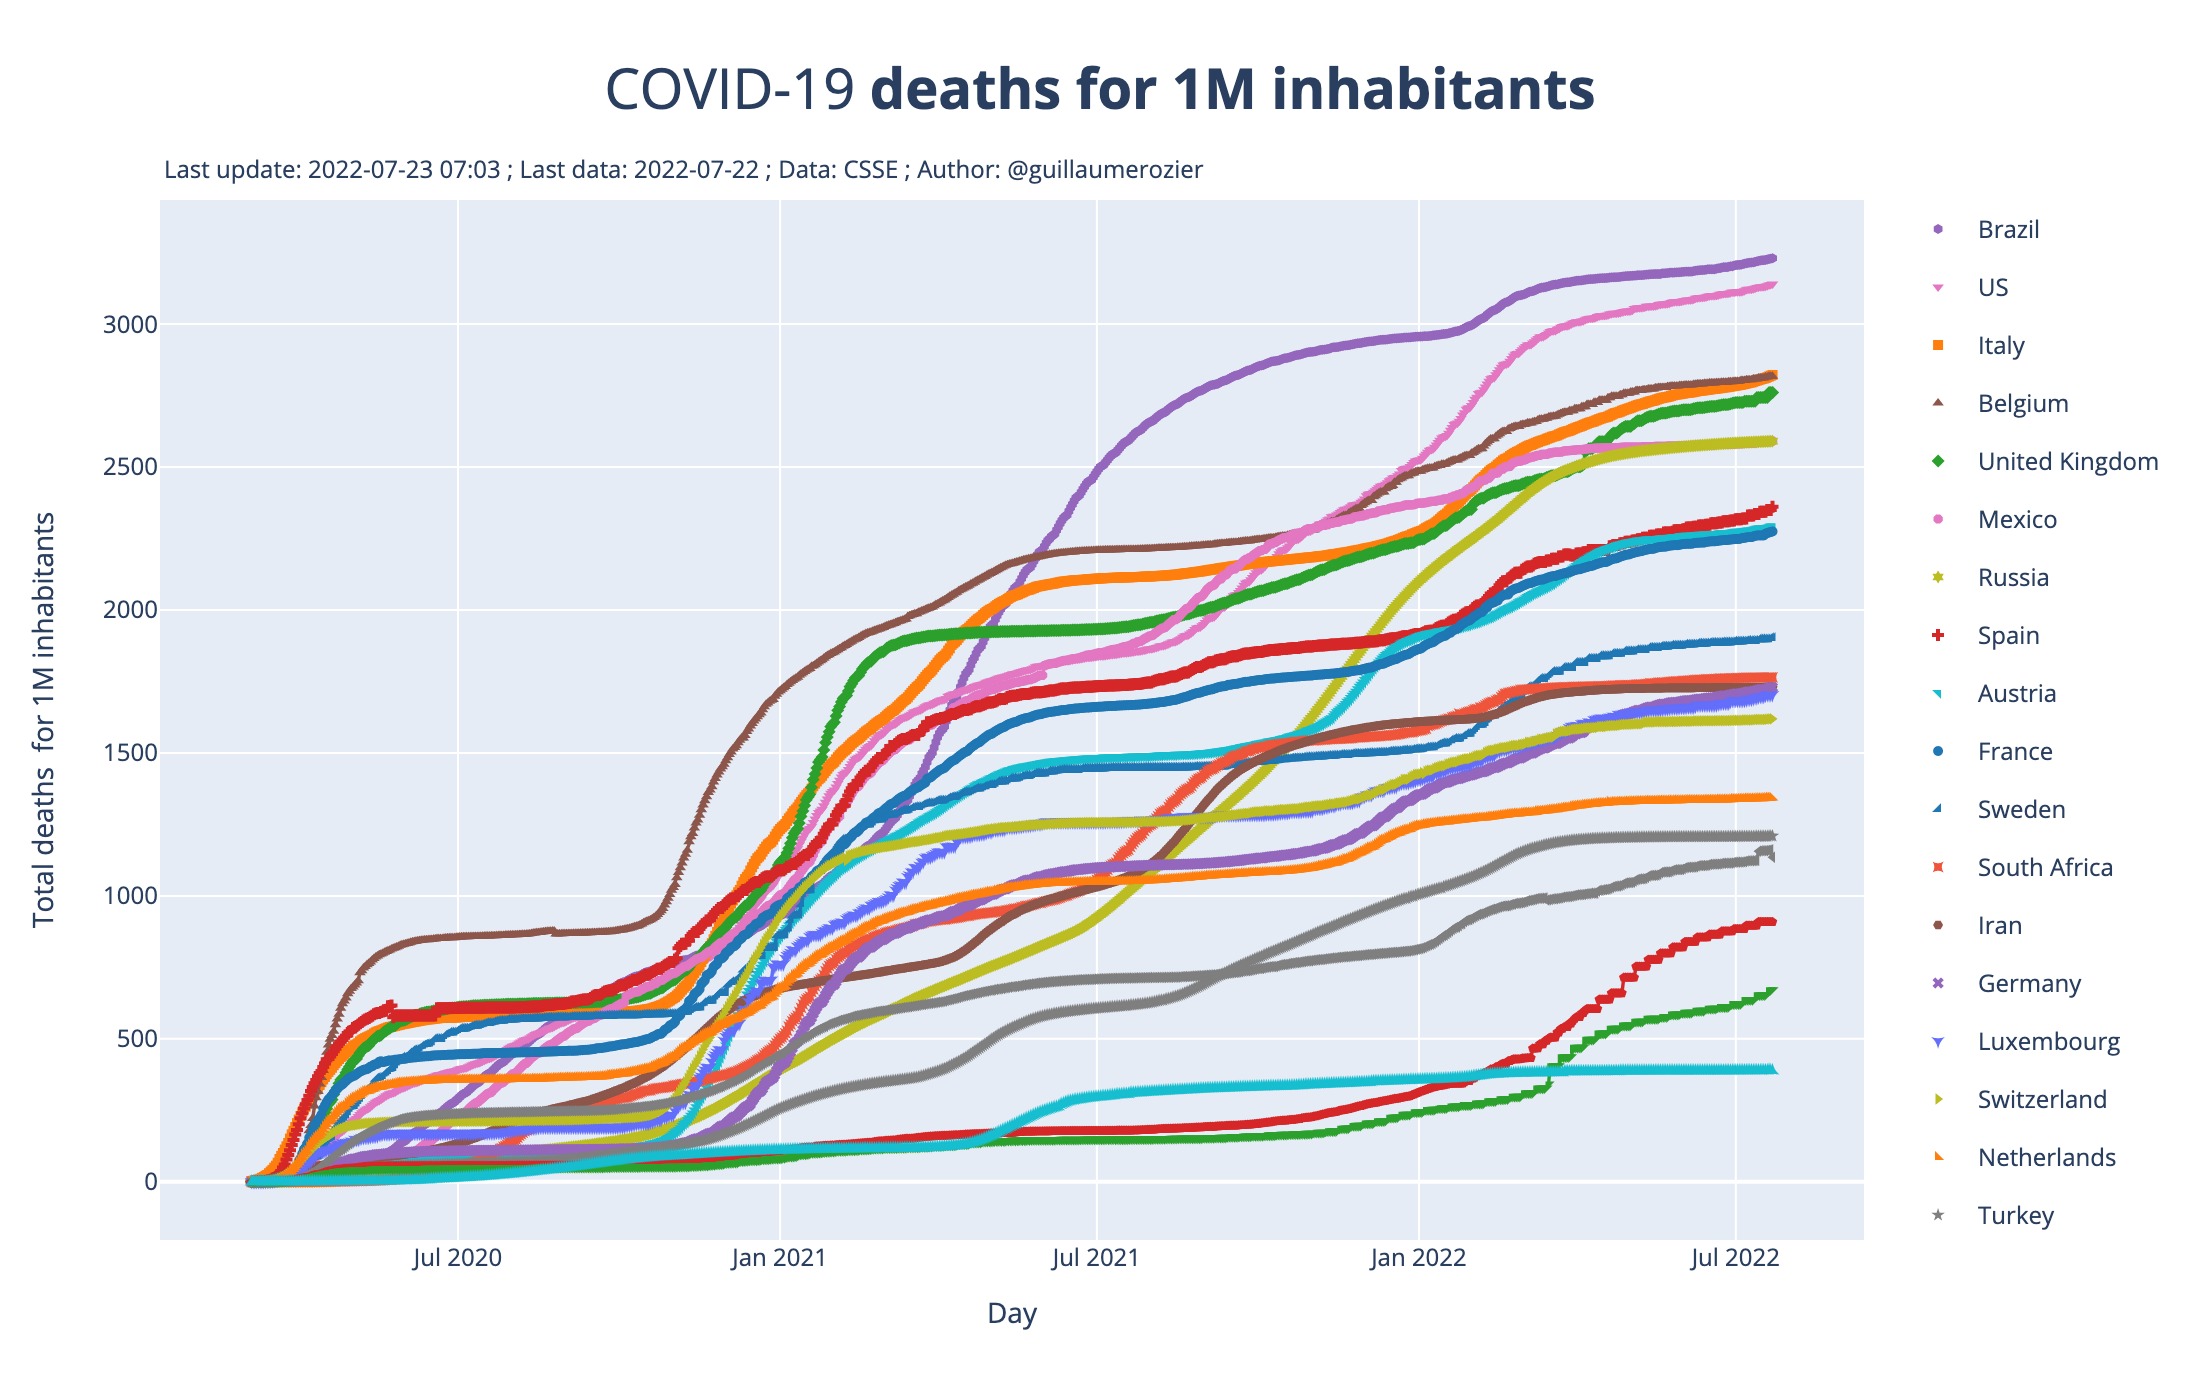 COVID-19 deaths for 1M inhabitants
Last update: 2022-07-23 07:03 ; Last data: 2022-07-22 ; Data: CSSE ; Author: @guillaumerozier
Total deaths for 1M inhabitants
3000
2500
2000
1500
1000
500
0
Jul 2020
Jan 2021
Jul 2021
Jan 2022
Jul 2022
Day
Brazil
US
Italy
Belgium
United Kingdom
Mexico
Russia
Spain
Austria
France
Sweden
South Africa
Iran
Germany
Luxembourg
Switzerland
Netherlands
Turkey